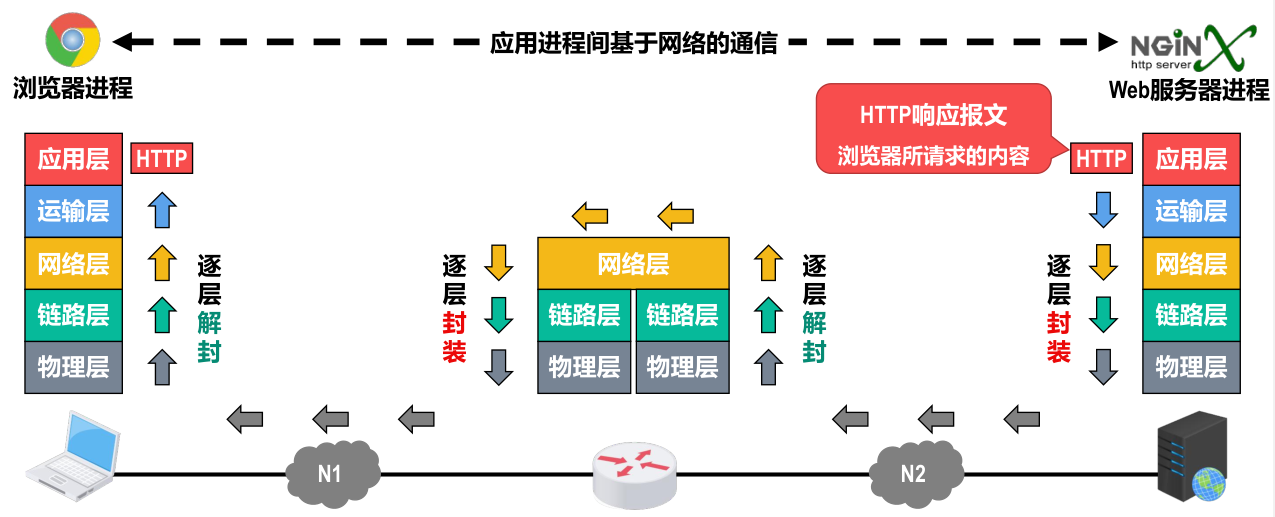 应用进程间基于网络的通信
NGiNX
http server
浏览器进程
Web服务器进程
HTTP响应报文
浏览器所请求的内容
应用层
HTTP
HTTP
应用层
运输层
运输层
网络层
逐层解封
逐层封装
网络层
逐层解封
逐层封装
网络层
链路层
链路层
链路层
链路层
物理层
物理层
物理层
物理层
N1
N2